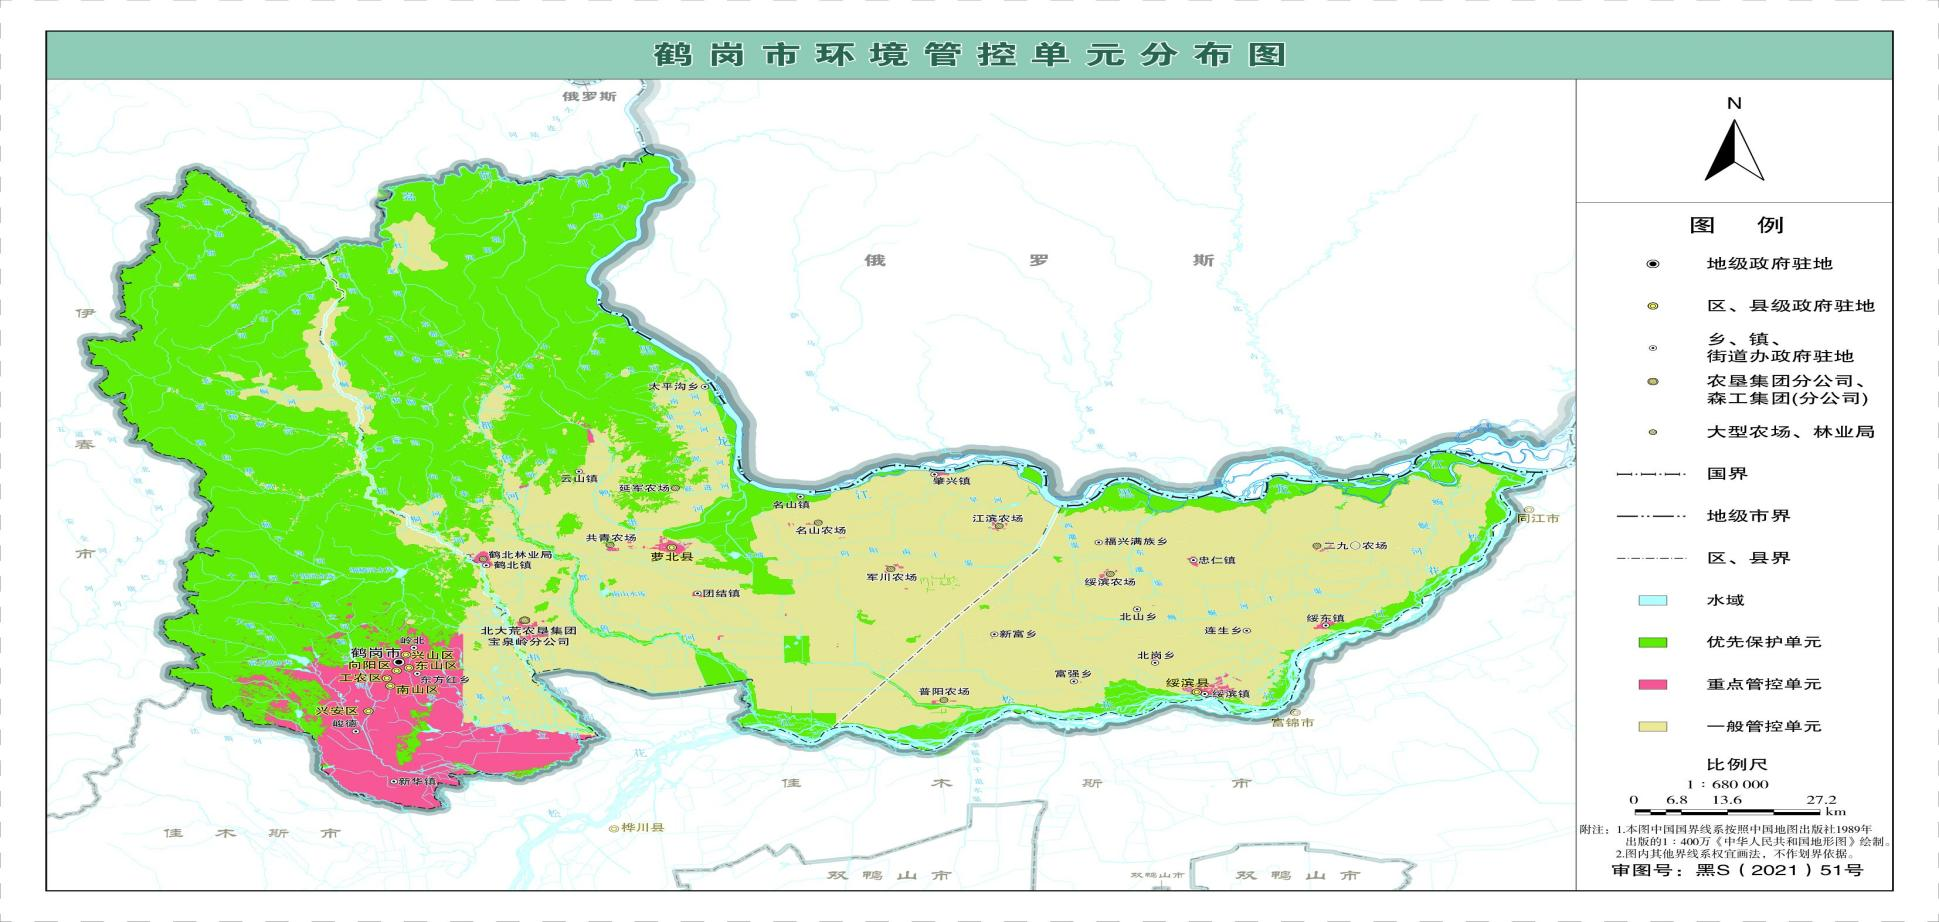 鹤岗市环境管控单元分布图
俄罗斯
俄罗斯
伊
春
市
太平沟乡
云山镇
延军农场
名山镇
名山农场
肇兴镇
江滨农场
共青农场
萝北县
鹤北林业局
鹤北镇
团结镇
军川农场
福兴满族乡
忠仁镇
绥滨农场
二九〇农场
同江市
北山乡
连生乡
绥东镇
新富乡
北岗乡
富强乡
普阳农场
绥滨县
绥滨镇
富锦市
北大荒农垦集团
宝泉岭分公司
岭北
鹤岗市
兴山区
向阳区
东山区
工农区
东方红乡
南山区
兴安区
峻德
新华镇
佳木斯市
佳木斯市
桦川县
双鸭山市
双鸭山市
双鸭山市
N
图例
地级政府驻地
区、县级政府驻地
乡、镇、
街道办政府驻地
农垦集团分公司、
森工集团(分公司)
大型农场、林业局
国界
地级市界
区、县界
水域
优先保护单元
重点管控单元
一般管控单元
比例尺
1：680 000
0 6.8 13.6 27.2
km
附注：1.本图中国国界线系按照中国地图出版社1989年
出版的1：400万《中华人民共和国地形图》绘制。
2.图内其他界线系权宜画法，不作划界依据。
审图号：黑S（2021）51号